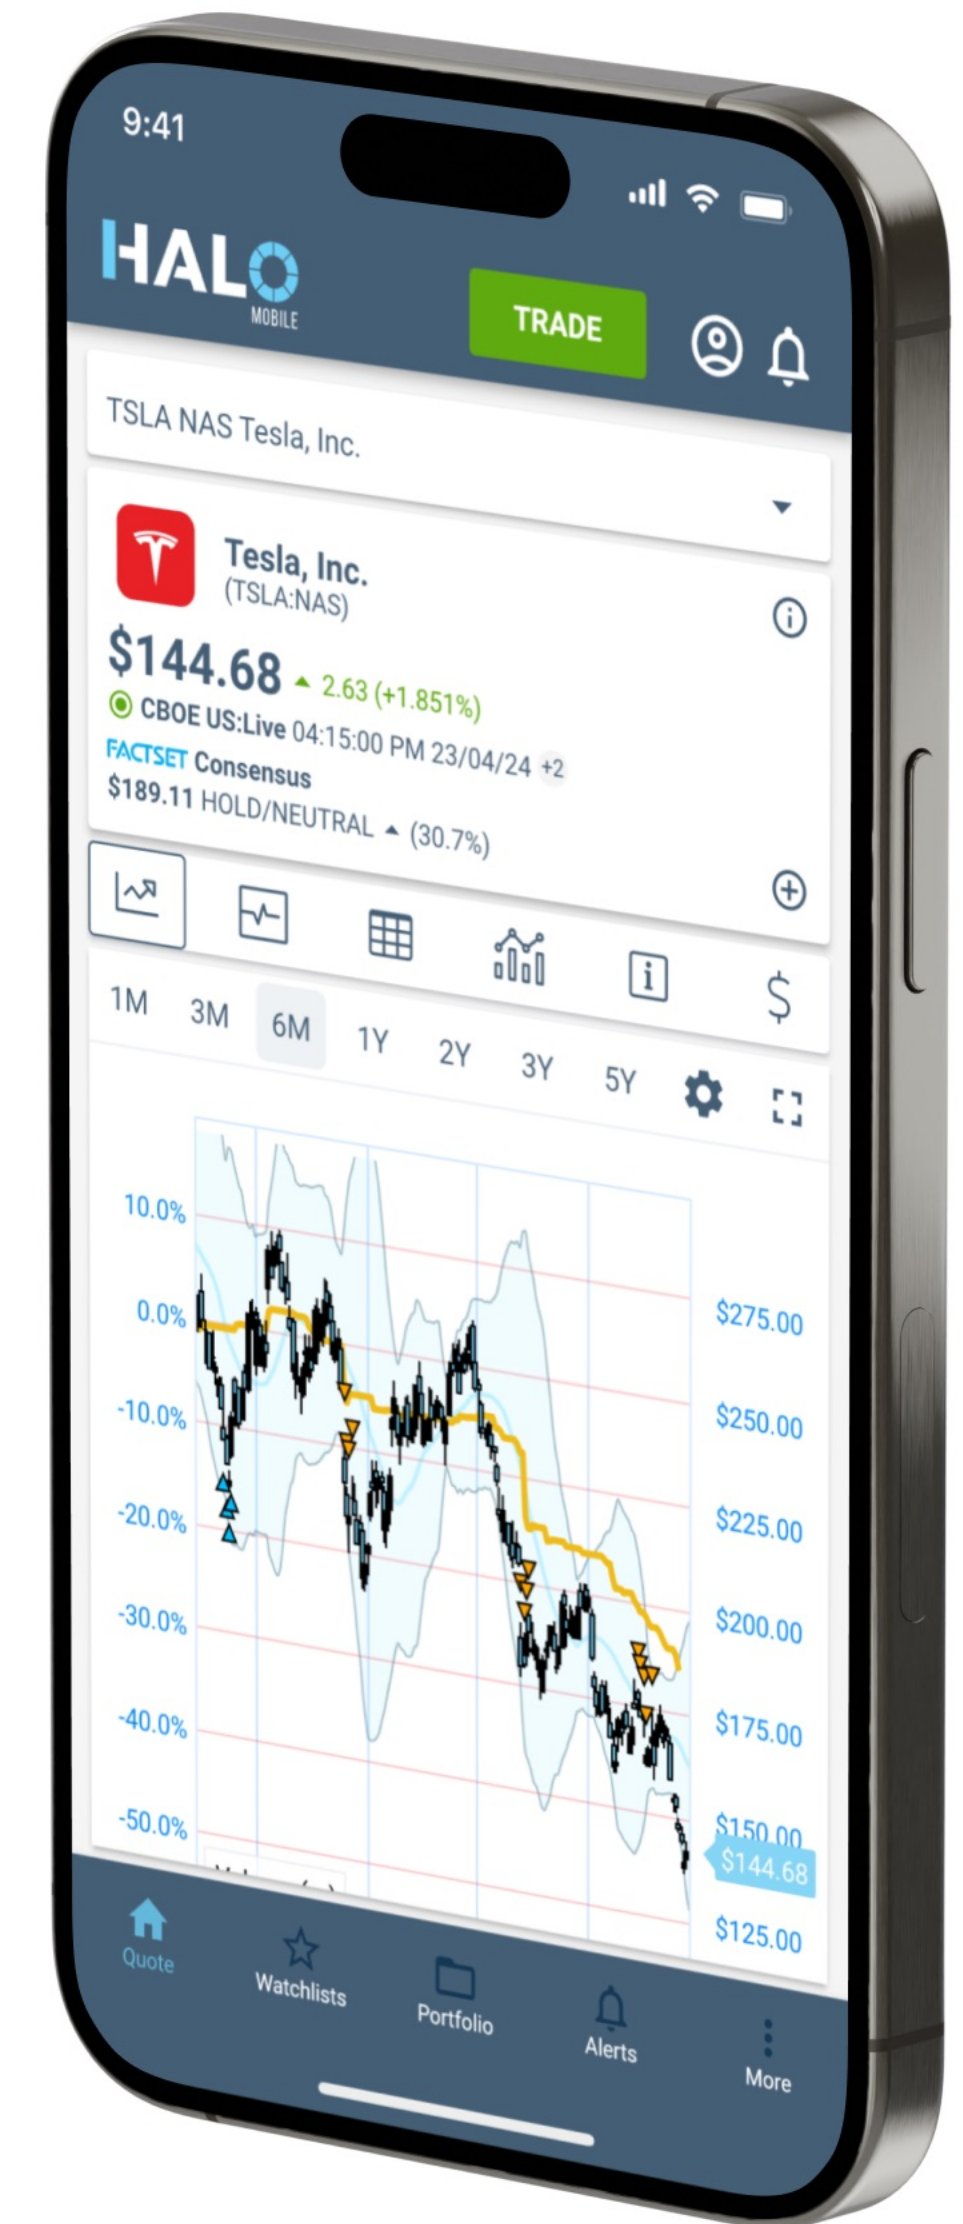 9:41
HALO
MOBILE
TRADE
TSLA NAS Tesla, Inc.
Tesla, Inc.
(TSLA:NAS)
$144.68 ▲ 2.63 (+1.851%)
CBOE US:Live 04:15:00 PM 23/04/24 +2
FACTSET Consensus
$189.11 HOLD/NEUTRAL ▲ (30.7%)
1M 3M 6M 1Y 2Y 3Y 5Y
10.0%
0.0%
-10.0%
-20.0%
-30.0%
-40.0%
-50.0%
$275.00
$250.00
$225.00
$200.00
$175.00
$150.00
$144.68
$125.00
Quote
Watchlists
Portfolio
Alerts
More